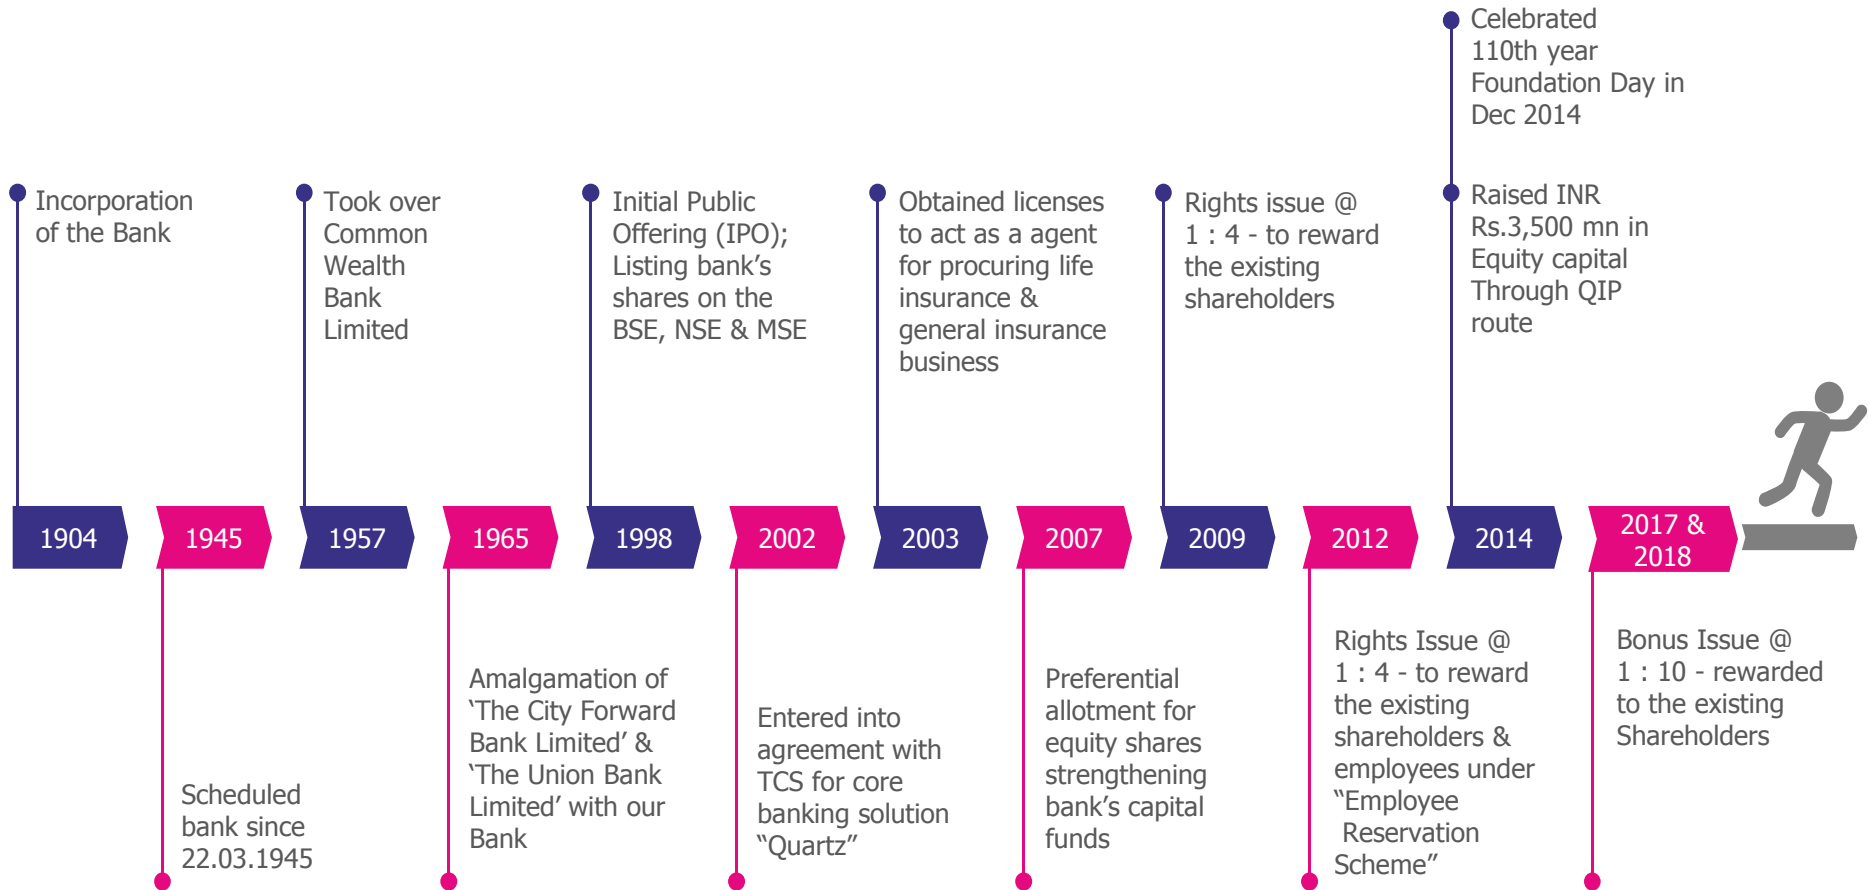 Celebrated
110th year
Foundation Day in
Dec 2014
Incorporation
of the Bank
Took over
Common
Wealth
Bank
Limited
Initial Public
Offering (IPO);
Listing bank’s
shares on the
BSE, NSE & MSE
Obtained licenses
to act as a agent
for procuring life
insurance &
general insurance
business
Rights issue @
1 : 4 - to reward
the existing
shareholders
Raised INR
Rs.3,500 mn in
Equity capital
Through QIP
route
1904
1945
1957
1965
1998
2002
2003
2007
2009
2012
2014
2017 &
2018
Scheduled
bank since
22.03.1945
Amalgamation of
‘The City Forward
Bank Limited’ &
‘The Union Bank
Limited’ with our
Bank
Entered into
agreement with
TCS for core
banking solution
“Quartz”
Preferential
allotment for
equity shares
strengthening
bank’s capital
funds
Rights Issue @
1 : 4 - to reward
the existing
shareholders &
employees under
“Employee
Reservation
Scheme”
Bonus Issue @
1 : 10 - rewarded
to the existing
Shareholders